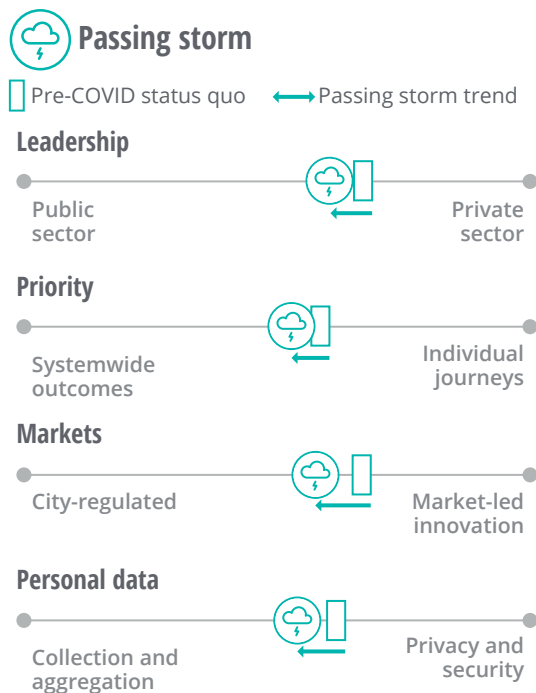 Passing storm
Pre-COVID status quo
Passing storm trend
Leadership
Public
sector
Private
sector
Priority
Systemwide
outcomes
Individual
journeys
Markets
City-regulated
Market-led
innovation
Personal data
Collection and
aggregation
Privacy and
security